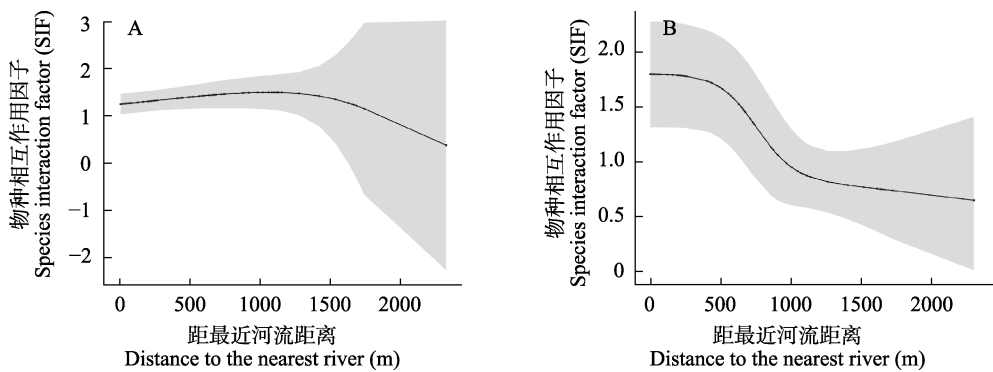 A
物种相互作用因子
Species interaction factor (SIF)
3
2
1
0
−1
−2
0
500
1000
1500
2000
距最近河流距离
Distance to the nearest river (m)
B
物种相互作用因子
Species interaction factor (SIF)
2.0
1.5
1.0
0.5
0
0
500
1000
1500
2000
距最近河流距离
Distance to the nearest river (m)